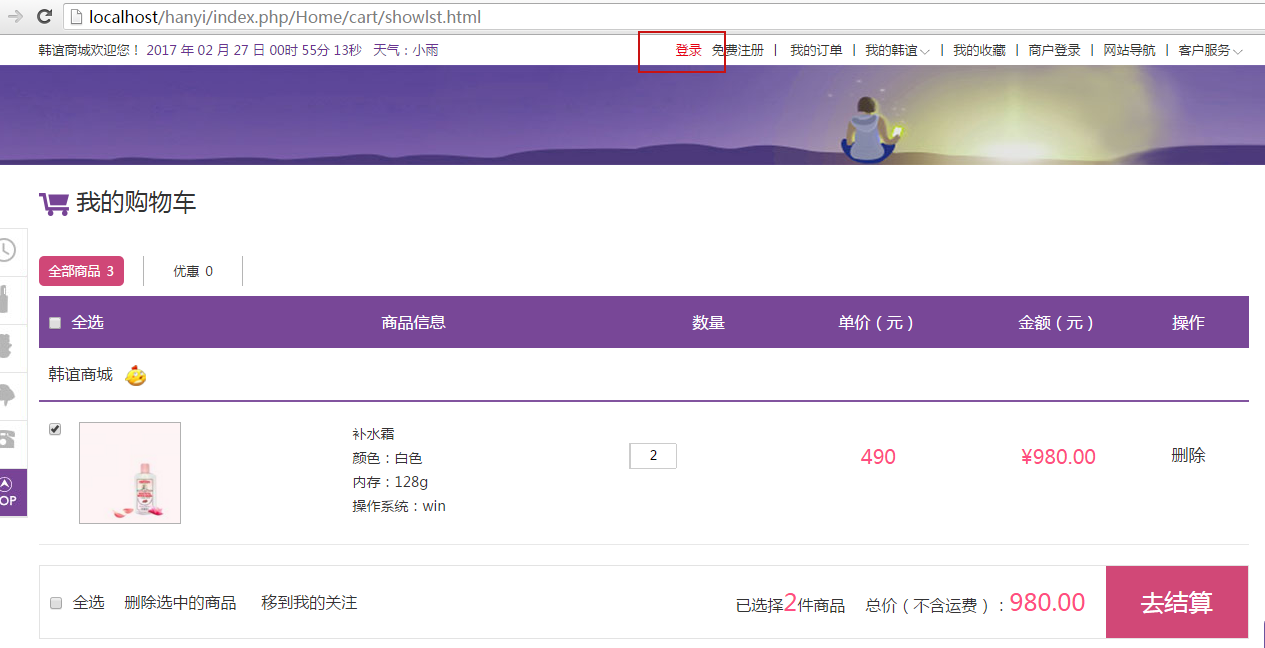 localhost/hanyi/index.php/Home/cart/showlst.html
韩谊商城欢迎您！ 2017 年 02 月 27 日 00时 55分 13秒 天气：小雨 登录 免费注册 | 我的订单 | 我的韩谊 | 我的收藏 | 商户登录 | 网站导航 | 客户服务
我的购物车
全部商品 3 优惠 0
全选 商品信息 数量 单价（元） 金额（元） 操作
韩谊商城
补水霜
颜色：白色
2 490 ¥980.00 删除
内存：128g
操作系统：win
OP
全选 删除选中的商品 移到我的关注 已选择2件商品 总价（不含运费）：980.00 去结算